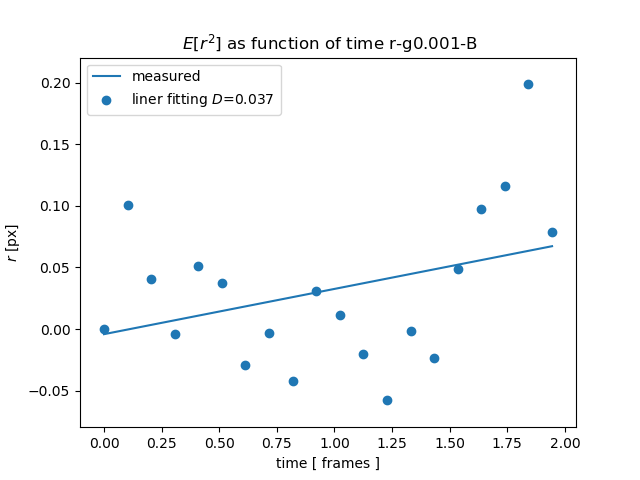 E[r²] as function of time r-g0.001-B
measured
liner fitting D=0.037
0.20
0.15
0.10
0.05
0.00
−0.05
r [px]
0.00 0.25 0.50 0.75 1.00 1.25 1.50 1.75 2.00
time [ frames ]